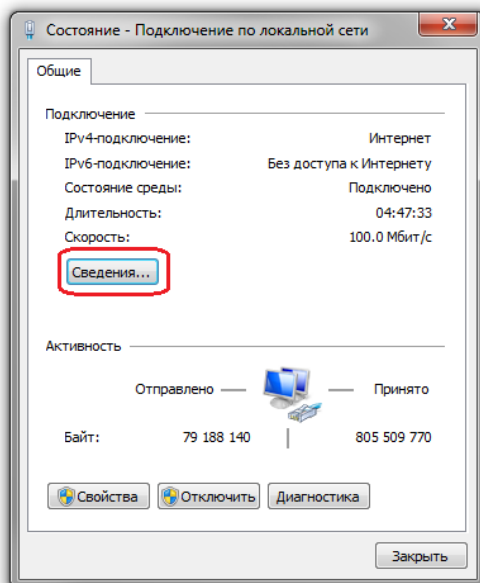 Состояние - Подключение по локальной сети
Общие
Подключение
IPv4-подключение: Интернет
IPv6-подключение: Без доступа к Интернету
Состояние среды: Подключено
Длительность: 04:47:33
Скорость: 100.0 Мбит/с
Сведения...
Активность
Отправлено — — Принято
Байт: 79 188 140 | 805 509 770
Свойства Отключить Диагностика
Закрыть